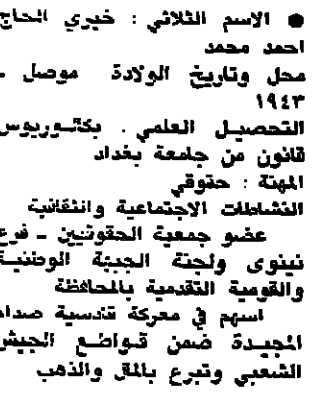 ● الاسم الثلاثي : خيري الحاج
احمد محمد
محل وتاريخ الولادة موصل ـ
١٩٤٣
التحصيل العلمي . بكتوريوس
قانون من جامعة بغداد
المهنة : حقوقي
النشاطات الاجتماعية والثقافية
عضو جمعية الحقوقيين ـ فرع
نينوى ولجنة الجبهة الوطنية
والقومية التقدمية بالمحافظة
اسهم في معركة قادسية صدام
المجيدة ضمن قواطع الجيش
الشعبي وتبرع بالمال والذهب